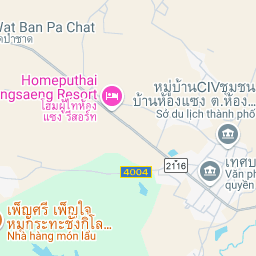 Wat Ban Pa Chat
ดป่าชาด
Homeputhai
ngsaeng Resort
โฮมผู้ไทห้อง
แซง รีสอร์ท
หมู่บ้านCIVชุมชน
บ้านห้องแซง ต.ห้อง...
Sở du lịch thành phố
2116
เทศบ
Văn ph
quyền
4004
เพ็ญศรี เพ็ญใจ
หมูกระทะซังกิโล...
Nhà hàng món lẩu